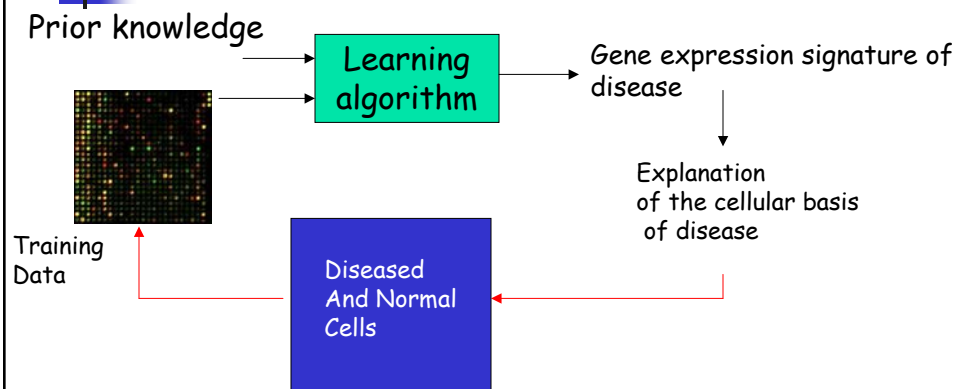 Prior knowledge
Learning
algorithm
Gene expression signature of
disease
Explanation
of the cellular basis
of disease
Training
Data
Diseased
And Normal
Cells